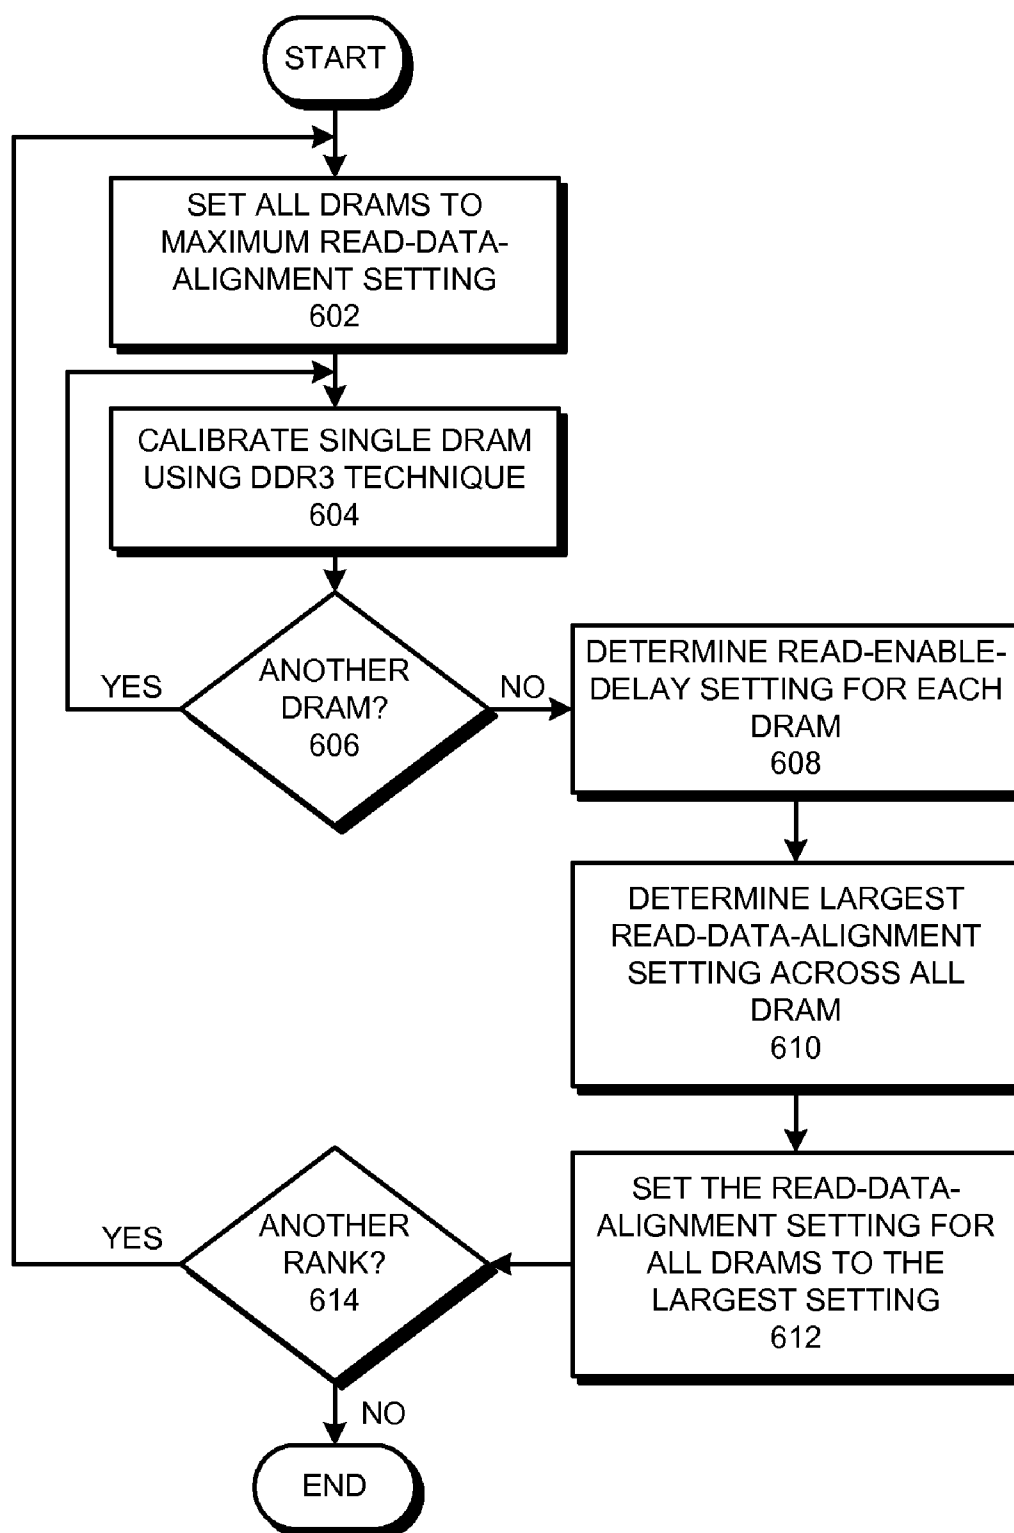 START
SET ALL DRAMS TO
MAXIMUM READ-DATA-
ALIGNMENT SETTING
602
CALIBRATE SINGLE DRAM
USING DDR3 TECHNIQUE
604
ANOTHER
DRAM?
606
YES
NO
DETERMINE READ-ENABLE-
DELAY SETTING FOR EACH
DRAM
608
DETERMINE LARGEST
READ-DATA-ALIGNMENT
SETTING ACROSS ALL
DRAM
610
SET THE READ-DATA-
ALIGNMENT SETTING FOR
ALL DRAMS TO THE
LARGEST SETTING
612
ANOTHER
RANK?
614
YES
NO
END